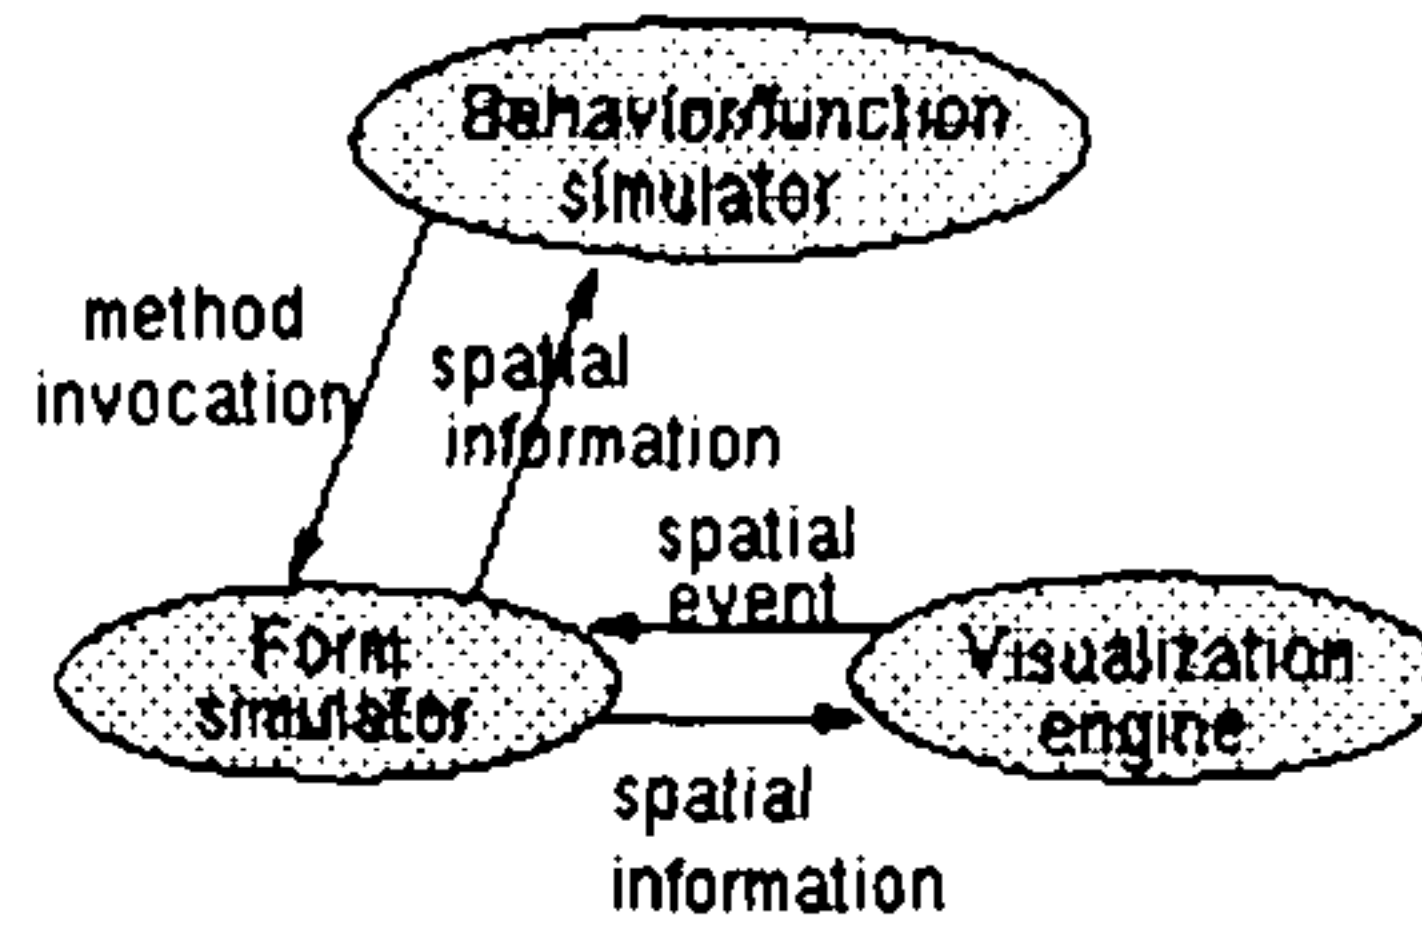 Behavior/function
simulator
method
invocation
spatial
information
spatial
event
Form
simulator
Visualization
engine
spatial
information